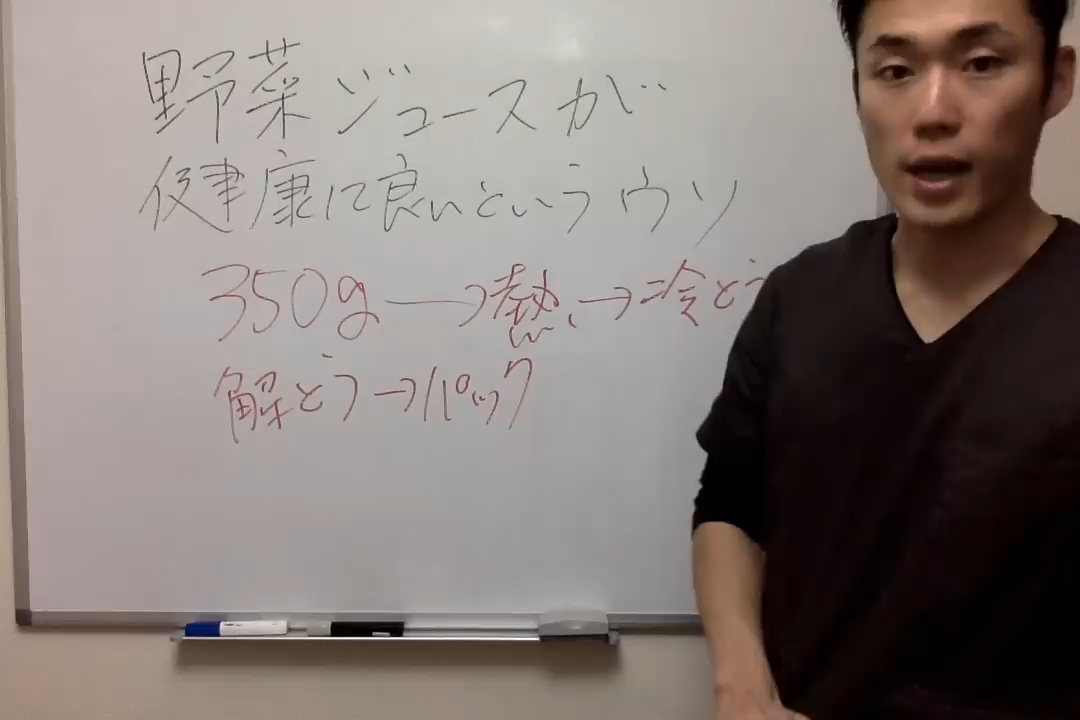 野菜ジュースが
健康に良いというウソ
350g→熱→冷とう
解とう→パック